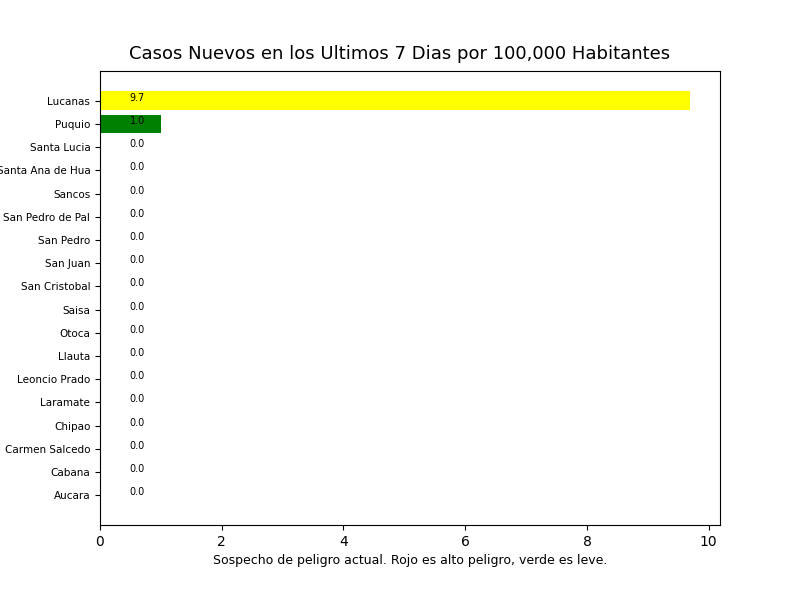 Casos Nuevos en los Ultimos 7 Dias por 100,000 Habitantes
Lucanas 9.7
Puquio 1.0
Santa Lucia 0.0
Santa Ana de Hua 0.0
Sancos 0.0
San Pedro de Pal 0.0
San Pedro 0.0
San Juan 0.0
San Cristobal 0.0
Saisa 0.0
Otoca 0.0
Llauta 0.0
Leoncio Prado 0.0
Laramate 0.0
Chipao 0.0
Carmen Salcedo 0.0
Cabana 0.0
Aucara 0.0
0 2 4 6 8 10
Sospecho de peligro actual. Rojo es alto peligro, verde es leve.